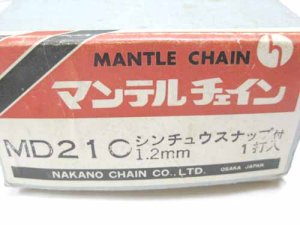 MANTLE CHAIN
マンテルチェイン
MD21C シンチュウスナップ付
1.2mm 1打入
NAKANO CHAIN CO.,LTD. OSAKA JAPAN